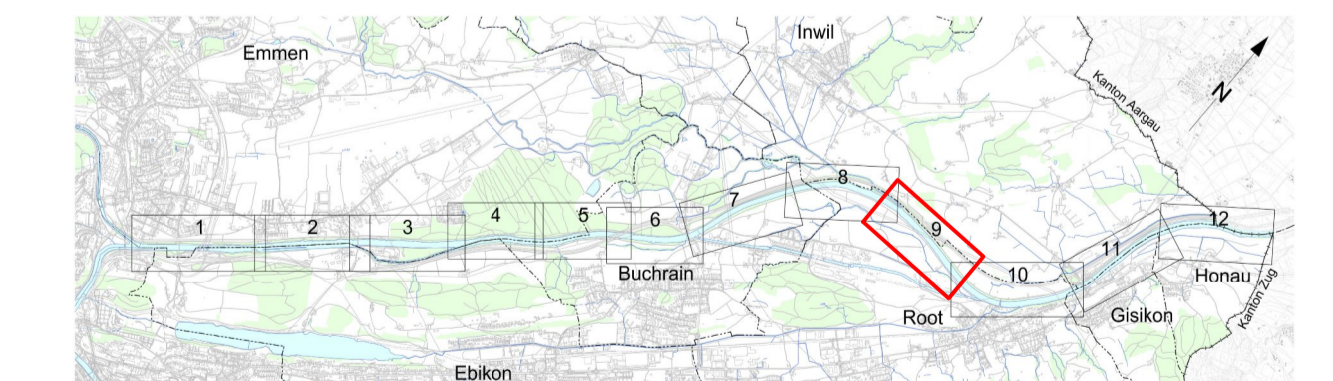 Emmen
Inwil
Kanton Aargau
N
1
2
3
4
5
6
7
8
9
10
11
12
Buchrain
Root
Gisikon
Honau
Kanton Zug
Ebikon